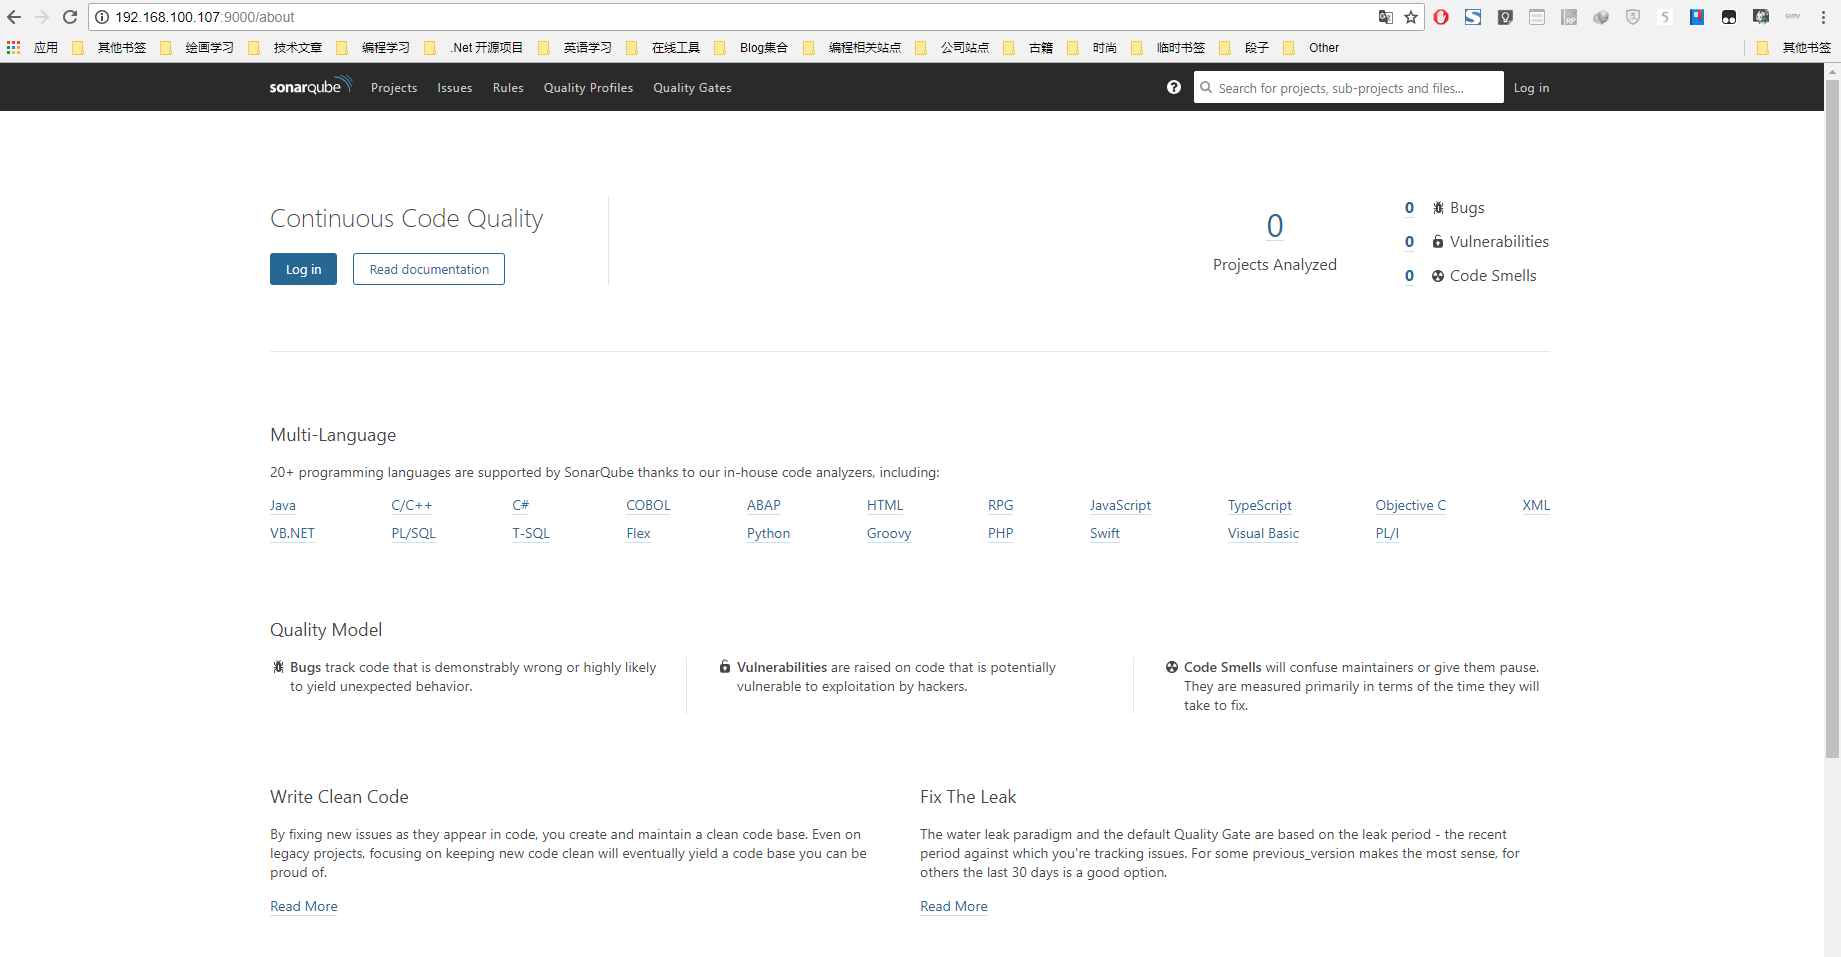 192.168.100.107:9000/about
应用 其他书签 绘画学习 技术文章 编程学习 .Net 开源项目 英语学习 在线工具 Blog集合 编程相关站点 公司站点 古籍 时尚 临时书签 段子 Other 其他书签
sonarqube Projects Issues Rules Quality Profiles Quality Gates Search for projects, sub-projects and files... Log in
Continuous Code Quality
Log in Read documentation
0
Projects Analyzed
0 Bugs
0 Vulnerabilities
0 Code Smells
Multi-Language
20+ programming languages are supported by SonarQube thanks to our in-house code analyzers, including:
Java C/C++ C# COBOL ABAP HTML RPG JavaScript TypeScript Objective C XML
VB.NET PL/SQL T-SQL Flex Python Groovy PHP Swift Visual Basic PL/I
Quality Model
Bugs track code that is demonstrably wrong or highly likely
to yield unexpected behavior.
Vulnerabilities are raised on code that is potentially
vulnerable to exploitation by hackers.
Code Smells will confuse maintainers or give them pause.
They are measured primarily in terms of the time they will
take to fix.
Write Clean Code
By fixing new issues as they appear in code, you create and maintain a clean code base. Even on
legacy projects, focusing on keeping new code clean will eventually yield a code base you can be
proud of.
Read More
Fix The Leak
The water leak paradigm and the default Quality Gate are based on the leak period - the recent
period against which you're tracking issues. For some previous_version makes the most sense, for
others the last 30 days is a good option.
Read More